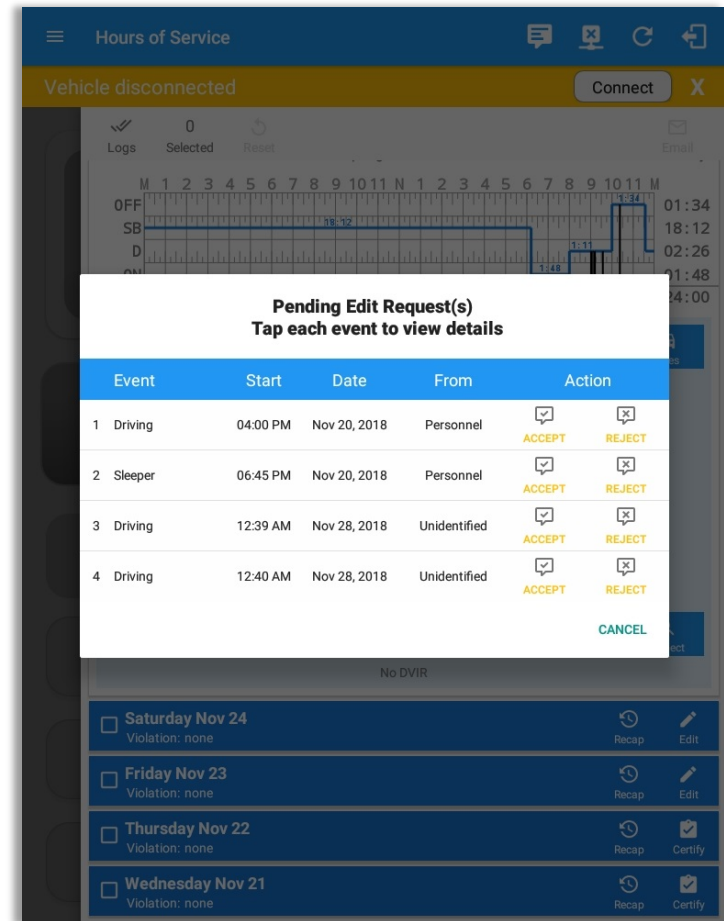 Hours of Service
Vehicle disconnected
Connect
X
0
Logs
Selected
Reset
Email
M 1 2 3 4 5 6 7 8 9 10 11 N 1 2 3 4 5 6 7 8 9 10 11 M
OFF
1:34
01:34
SB
18:12
18:12
D
1:11
02:26
ON
1:48
01:48
24:00
Pending Edit Request(s)
Tap each event to view details
Event Start Date From Action
1 Driving 04:00 PM Nov 20, 2018 Personnel
ACCEPT REJECT
2 Sleeper 06:45 PM Nov 20, 2018 Personnel
ACCEPT REJECT
3 Driving 12:39 AM Nov 28, 2018 Unidentified
ACCEPT REJECT
4 Driving 12:40 AM Nov 28, 2018 Unidentified
ACCEPT REJECT
CANCEL
No DVIR
Saturday Nov 24
Violation: none
Recap
Edit
Friday Nov 23
Violation: none
Recap
Edit
Thursday Nov 22
Violation: none
Recap
Certify
Wednesday Nov 21
Violation: none
Recap
Certify